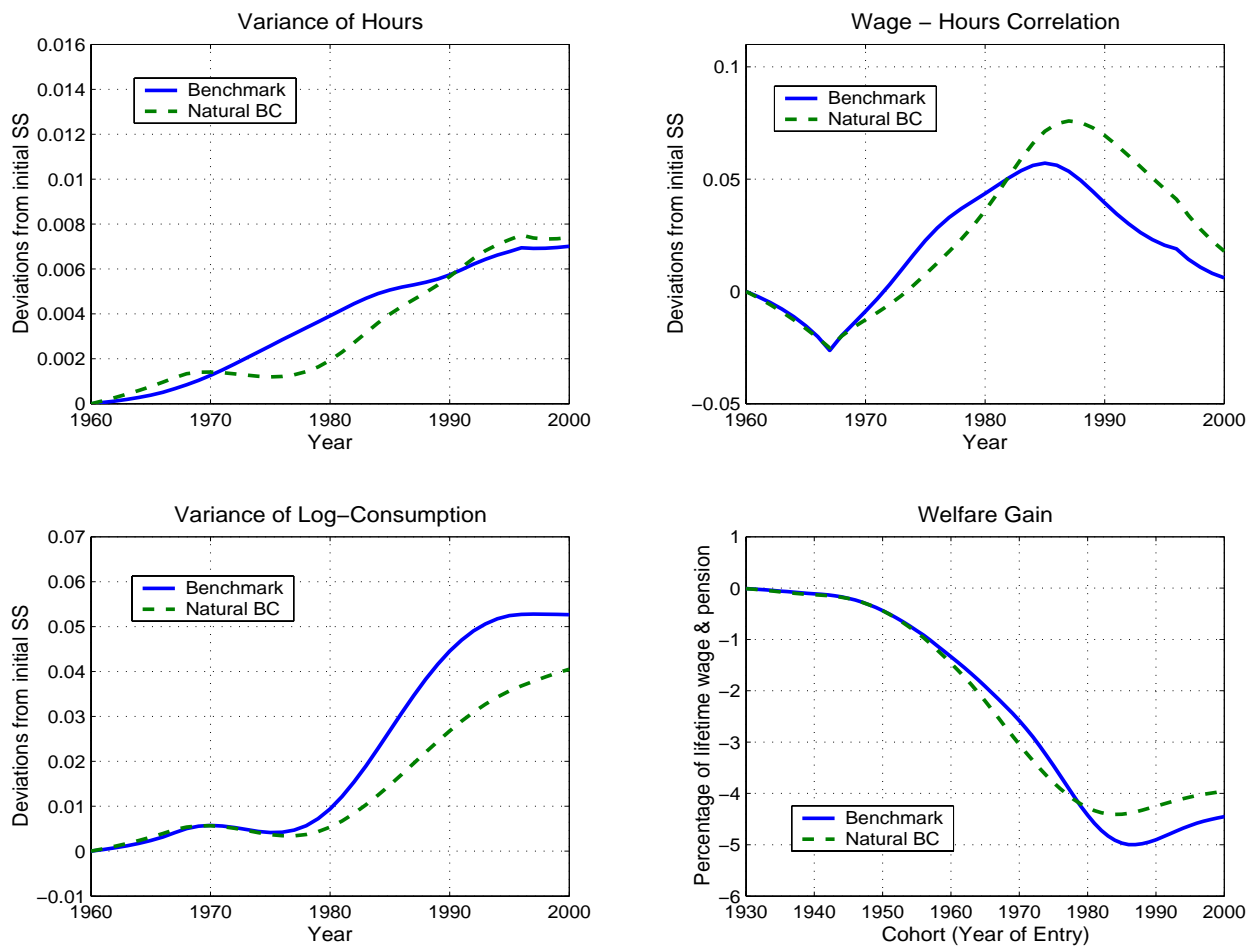 Variance of Hours
Deviations from initial SS
0.016
0.014
0.012
0.01
0.008
0.006
0.004
0.002
0
Benchmark
Natural BC
1960
1970
1980
1990
2000
Year
Wage − Hours Correlation
Deviations from initial SS
0.1
0.05
0
−0.05
Benchmark
Natural BC
1960
1970
1980
1990
2000
Year
Variance of Log−Consumption
Deviations from initial SS
0.07
0.06
0.05
0.04
0.03
0.02
0.01
0
−0.01
Benchmark
Natural BC
1960
1970
1980
1990
2000
Year
Welfare Gain
Percentage of lifetime wage & pension
1
0
−1
−2
−3
−4
−5
−6
Benchmark
Natural BC
1930
1940
1950
1960
1970
1980
1990
2000
Cohort (Year of Entry)